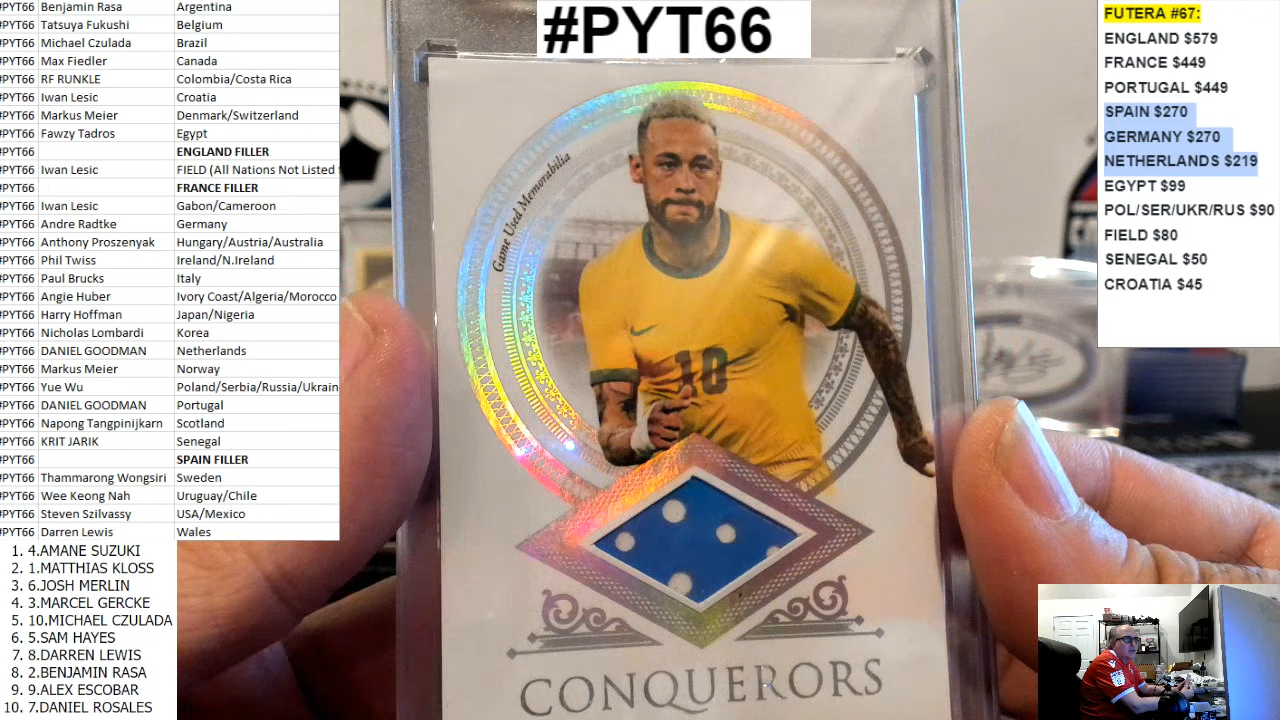 #PYT66 Benjamin Rasa Argentina
#PYT66 Tatsuya Fukushi Belgium
#PYT66 Michael Czulada Brazil
#PYT66 Max Fiedler Canada
#PYT66 RF RUNKLE Colombia/Costa Rica
#PYT66 Iwan Lesic Croatia
#PYT66 Markus Meier Denmark/Switzerland
#PYT66 Fawzy Tadros Egypt
#PYT66 ENGLAND FILLER
#PYT66 Iwan Lesic FIELD (All Nations Not Listed
#PYT66 FRANCE FILLER
#PYT66 Iwan Lesic Gabon/Cameroon
#PYT66 Andre Radtke Germany
#PYT66 Anthony Proszenyak Hungary/Austria/Australia
#PYT66 Phil Twiss Ireland/N.Ireland
#PYT66 Paul Brucks Italy
#PYT66 Angie Huber Ivory Coast/Algeria/Morocco
#PYT66 Harry Hoffman Japan/Nigeria
#PYT66 Nicholas Lombardi Korea
#PYT66 DANIEL GOODMAN Netherlands
#PYT66 Markus Meier Norway
#PYT66 Yue Wu Poland/Serbia/Russia/Ukrain
#PYT66 DANIEL GOODMAN Portugal
#PYT66 Napong Tangpinijkarn Scotland
#PYT66 KRIT JARIK Senegal
#PYT66 SPAIN FILLER
#PYT66 Thammarong Wongsiri Sweden
#PYT66 Wee Keong Nah Uruguay/Chile
#PYT66 Steven Szilvassy USA/Mexico
#PYT66 Darren Lewis Wales
1. 4.AMANE SUZUKI
2. 1.MATTHIAS KLOSS
3. 6.JOSH MERLIN
4. 3.MARCEL GERCKE
5. 10.MICHAEL CZULADA
6. 5.SAM HAYES
7. 8.DARREN LEWIS
8. 2.BENJAMIN RASA
9. 9.ALEX ESCOBAR
10. 7.DANIEL ROSALES
#PYT66
Game Used Memorabilia
10
CONQUERORS
FUTERA #67:
ENGLAND $579
FRANCE $449
PORTUGAL $449
SPAIN $270
GERMANY $270
NETHERLANDS $219
EGYPT $99
POL/SER/UKR/RUS $90
FIELD $80
SENEGAL $50
CROATIA $45